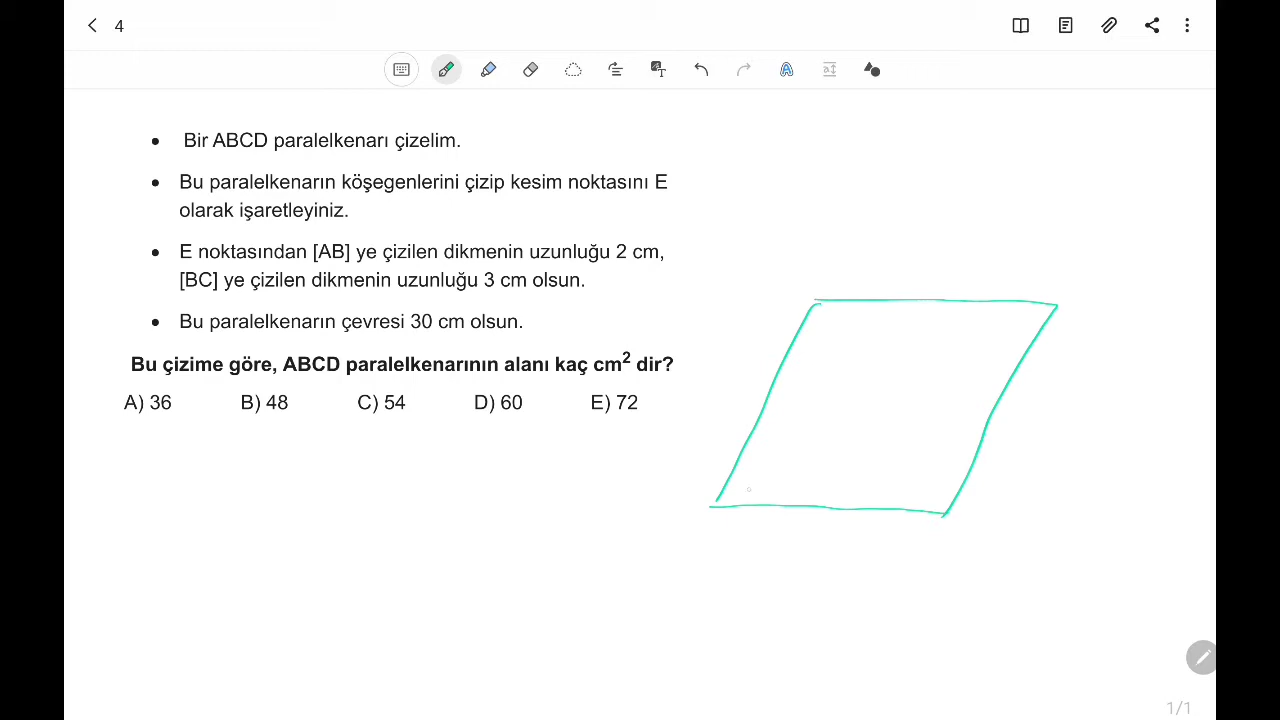 4
• Bir ABCD paralelkenarı çizelim.
• Bu paralelkenarın köşegenlerini çizip kesim noktasını E
olarak işaretleyiniz.
• E noktasından [AB] ye çizilen dikmenin uzunluğu 2 cm,
[BC] ye çizilen dikmenin uzunluğu 3 cm olsun.
• Bu paralelkenarın çevresi 30 cm olsun.
Bu çizime göre, ABCD paralelkenarının alanı kaç cm² dir?
A) 36 B) 48 C) 54 D) 60 E) 72
1/1